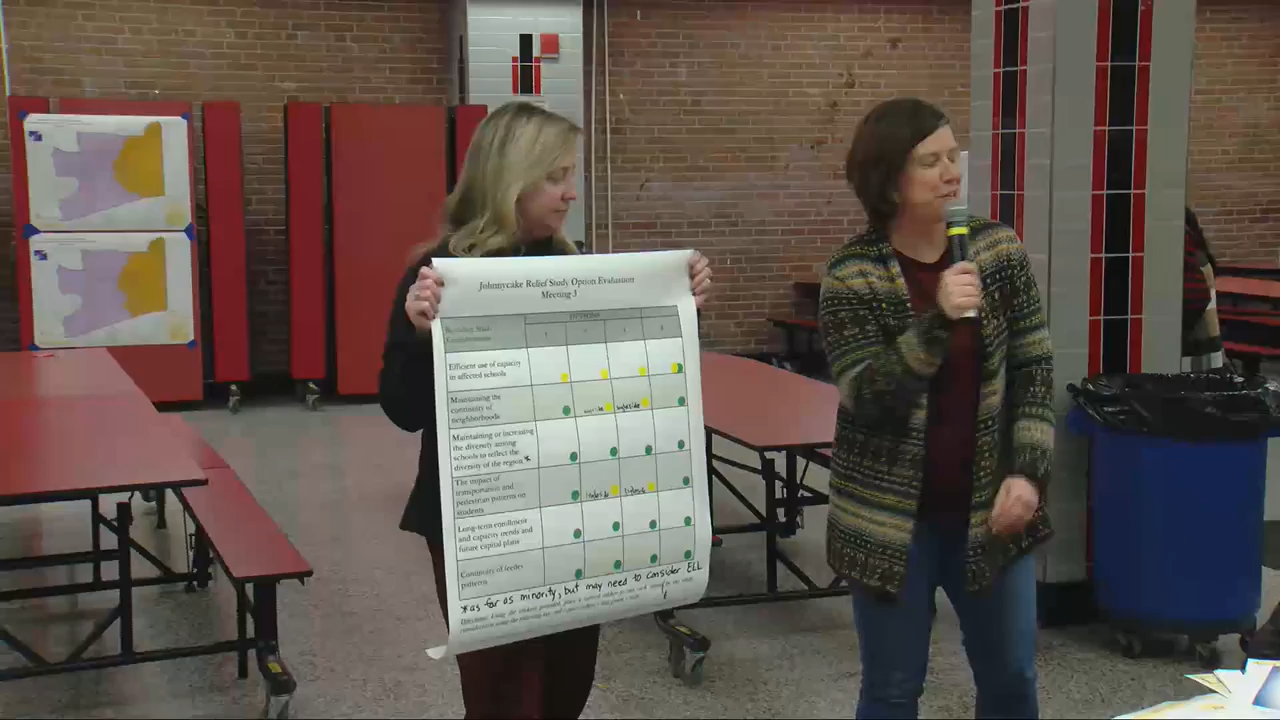 Johnnycake Relief Study Option Evaluation
Meeting 3
OPTIONS
Boundary Study
Considerations
Efficient use of capacity
in affected schools
Maintaining the
continuity of
neighborhoods
Maintaining or increasing
the diversity among
schools to reflect the
diversity of the region *
The impact of
transportation and
pedestrian patterns on
students
Long-term enrollment
and capacity trends and
future capital plans
Continuity of feeder
patterns
*as far as minority, but may need to consider ELL